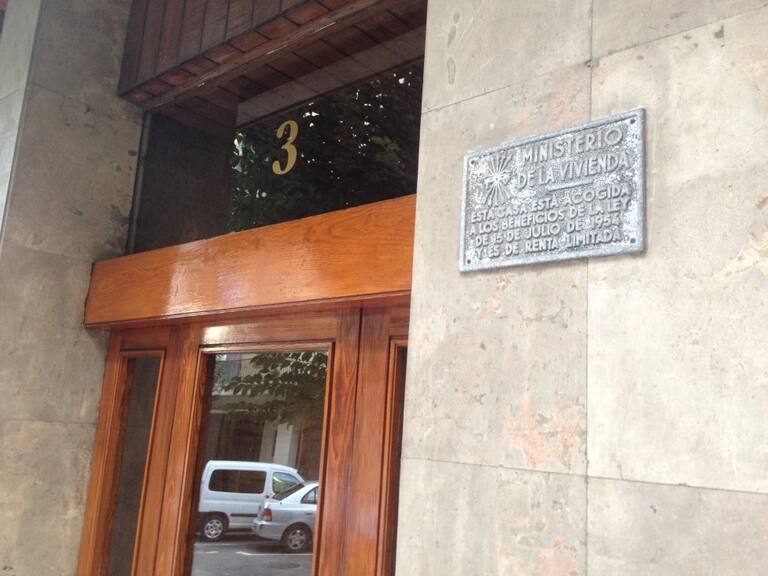 3
MINISTERIO
DE LA VIVIENDA
ESTA CASA ESTÁ ACOGIDA
A LOS BENEFICIOS DE LA LEY
DE 15 DE JULIO DE 1954
Y ES DE RENTA LIMITADA